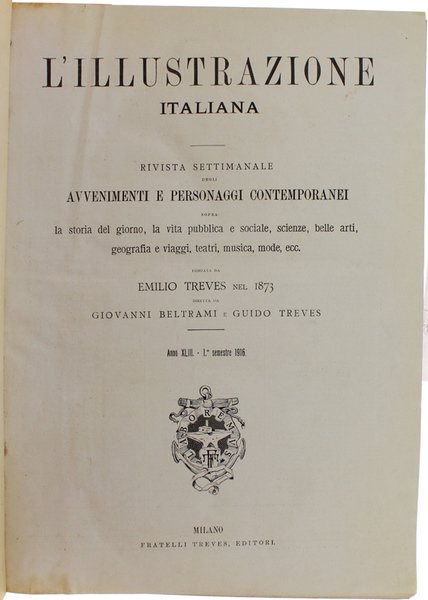 L'ILLUSTRAZIONE
ITALIANA
RIVISTA SETTIMANALE
DEGLI
AVVENIMENTI E PERSONAGGI CONTEMPORANEI
SOPRA
la storia del giorno, la vita pubblica e sociale, scienze, belle arti,
geografia e viaggi, teatri, musica, mode, ecc.
FONDATA DA
EMILIO TREVES NEL 1873
DIRETTA DA
GIOVANNI BELTRAMI E GUIDO TREVES
Anno XLIII. - 1.º semestre 1916.
MILANO
FRATELLI TREVES, EDITORI.